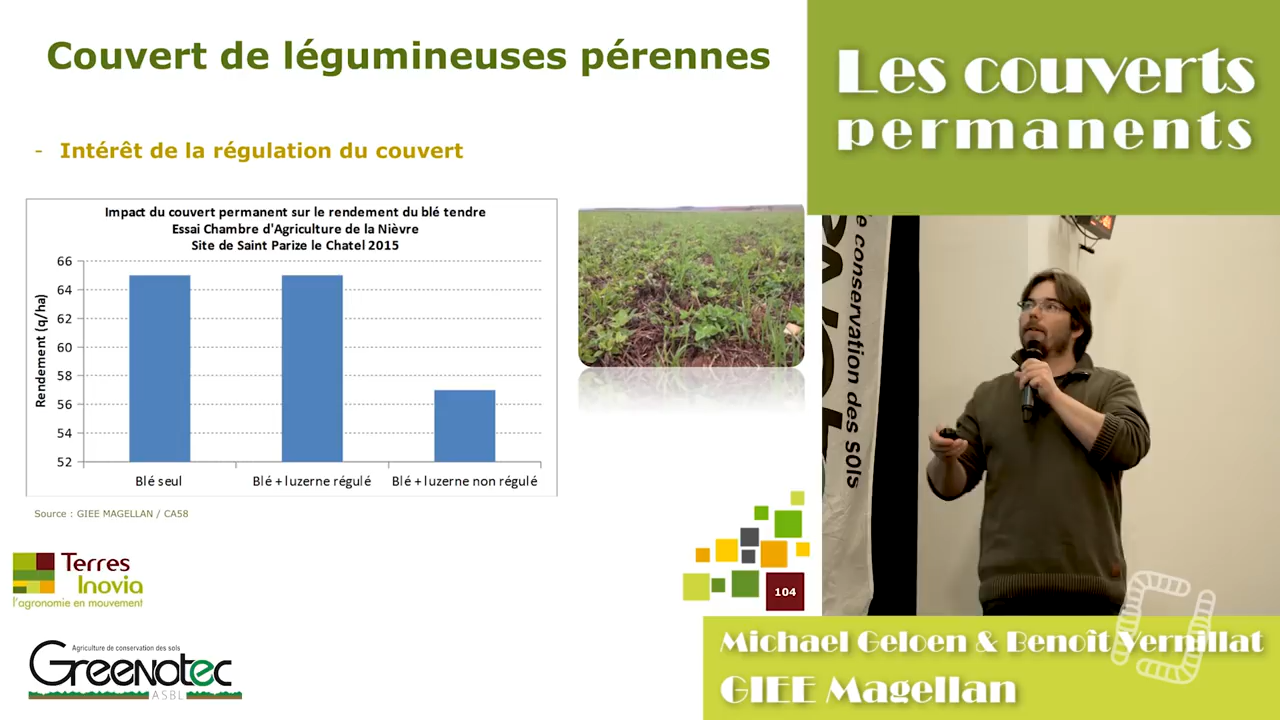 Couvert de légumineuses pérennes
- Intérêt de la régulation du couvert
Impact du couvert permanent sur le rendement du blé tendre
Essai Chambre d'Agriculture de la Nièvre
Site de Saint Parize le Chatel 2015
Rendement (q/ha)
66
64
62
60
58
56
54
52
Blé seul
Blé + luzerne régulé
Blé + luzerne non régulé
Source : GIEE MAGELLAN / CA58
Terres
Inovia
l'agronomie en mouvement
104
Agriculture de conservation des sols
Greenotec
ASBL
Les couverts
permanents
e conservation des sols
Michael Geloen & Benoît Vernillat
GIEE Magellan